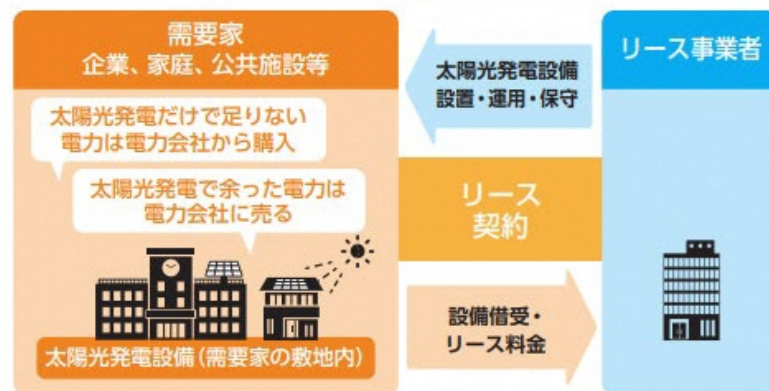 需要家
企業、家庭、公共施設等
太陽光発電だけで足りない
電力は電力会社から購入
太陽光発電で余った電力は
電力会社に売る
太陽光発電設備(需要家の敷地内)
太陽光発電設備
設置・運用・保守
リース
契約
設備借受・
リース料金
リース事業者